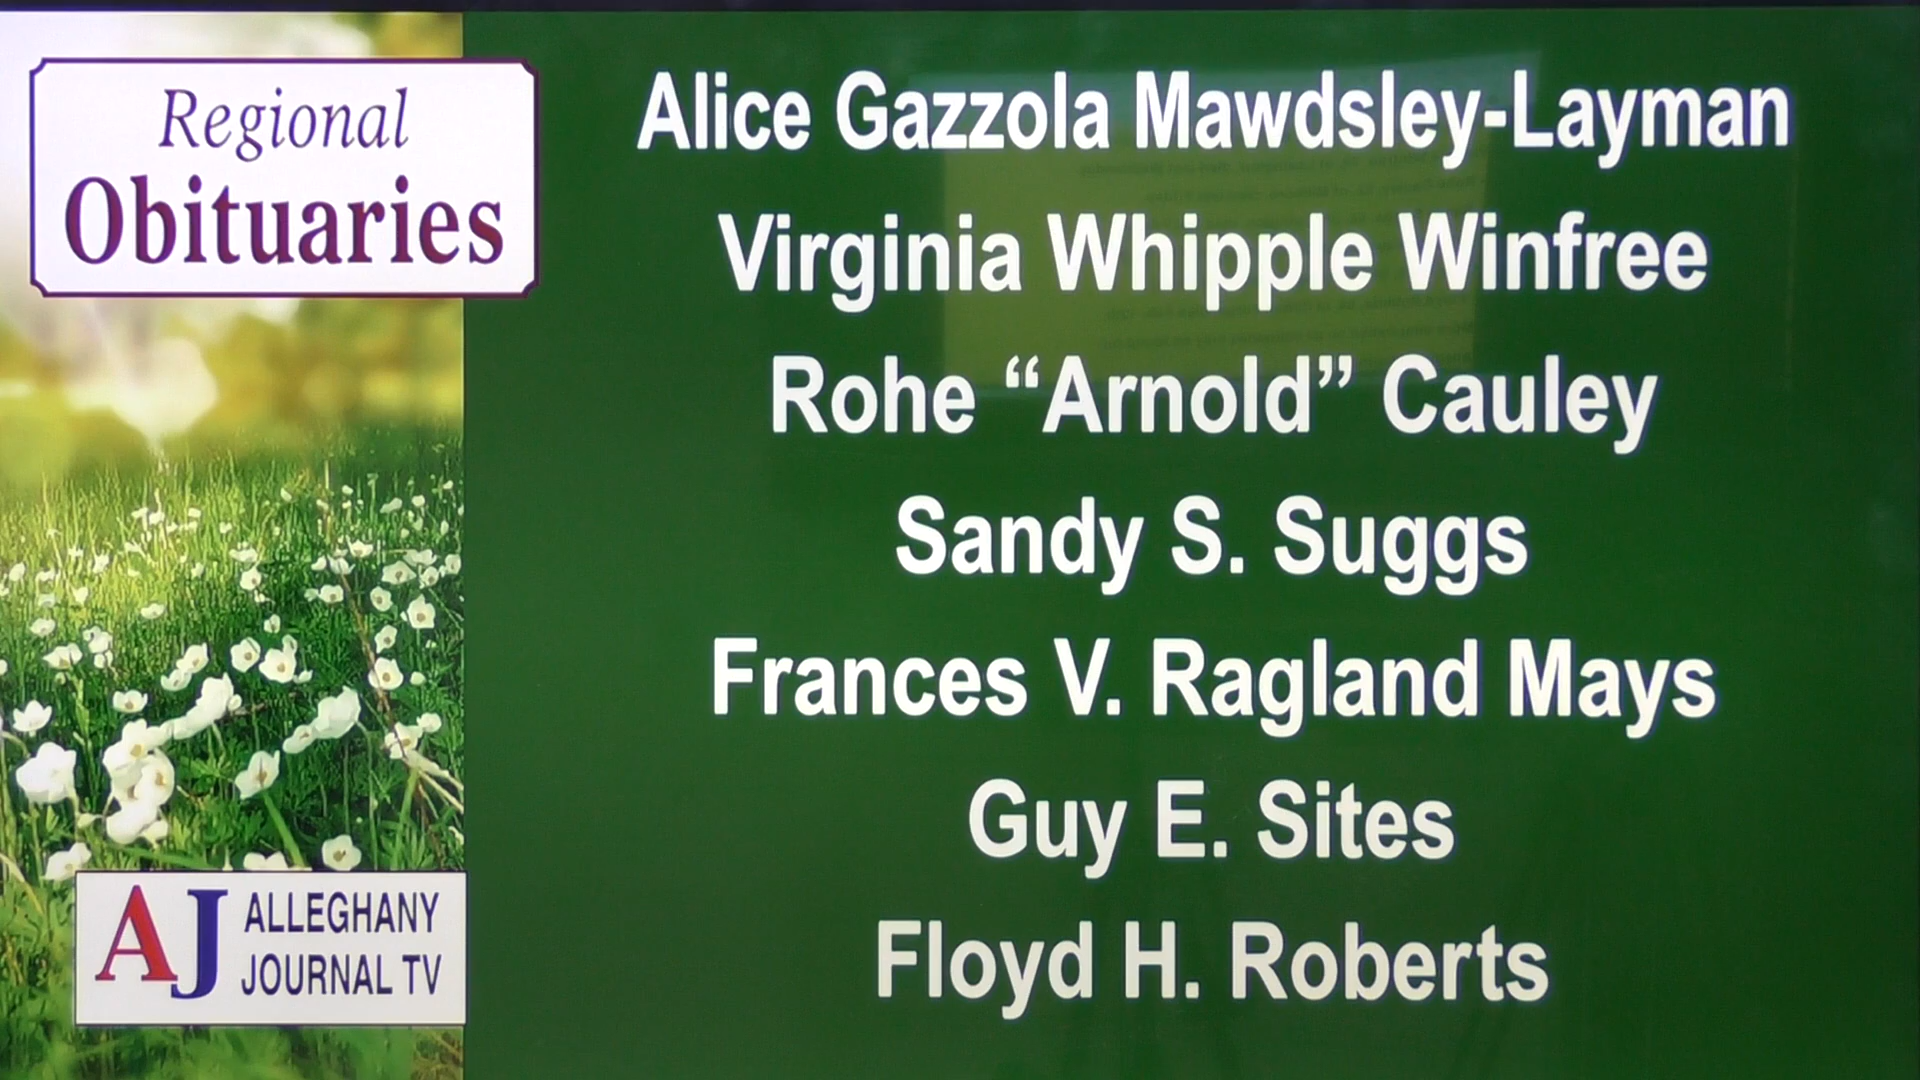 Regional
Obituaries
Alice Gazzola Mawdsley-Layman
Virginia Whipple Winfree
Rohe “Arnold” Cauley
Sandy S. Suggs
Frances V. Ragland Mays
Guy E. Sites
Floyd H. Roberts
AJ ALLEGHANY
JOURNAL TV